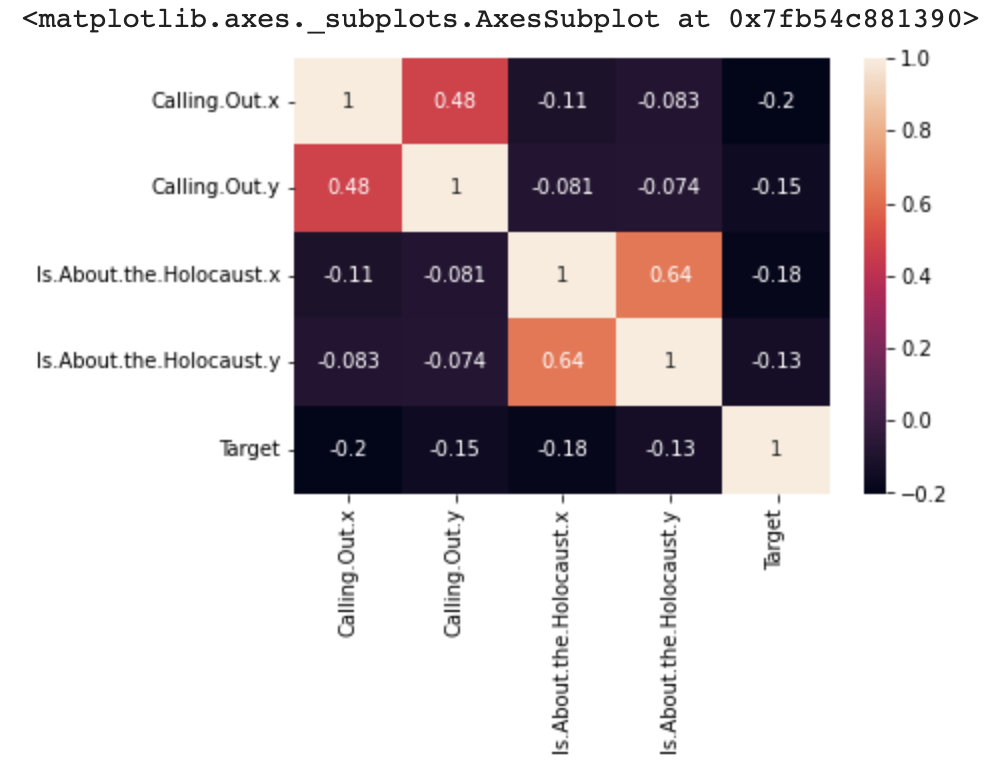 <matplotlib.axes._subplots.AxesSubplot at 0x7fb54c881390>
Calling.Out.x 1 0.48 -0.11 -0.083 -0.2
Calling.Out.y 0.48 1 -0.081 -0.074 -0.15
Is.About.the.Holocaust.x -0.11 -0.081 1 0.64 -0.18
Is.About.the.Holocaust.y -0.083 -0.074 0.64 1 -0.13
Target -0.2 -0.15 -0.18 -0.13 1
Calling.Out.x
Calling.Out.y
Is.About.the.Holocaust.x
Is.About.the.Holocaust.y
Target
1.0
0.8
0.6
0.4
0.2
0.0
−0.2